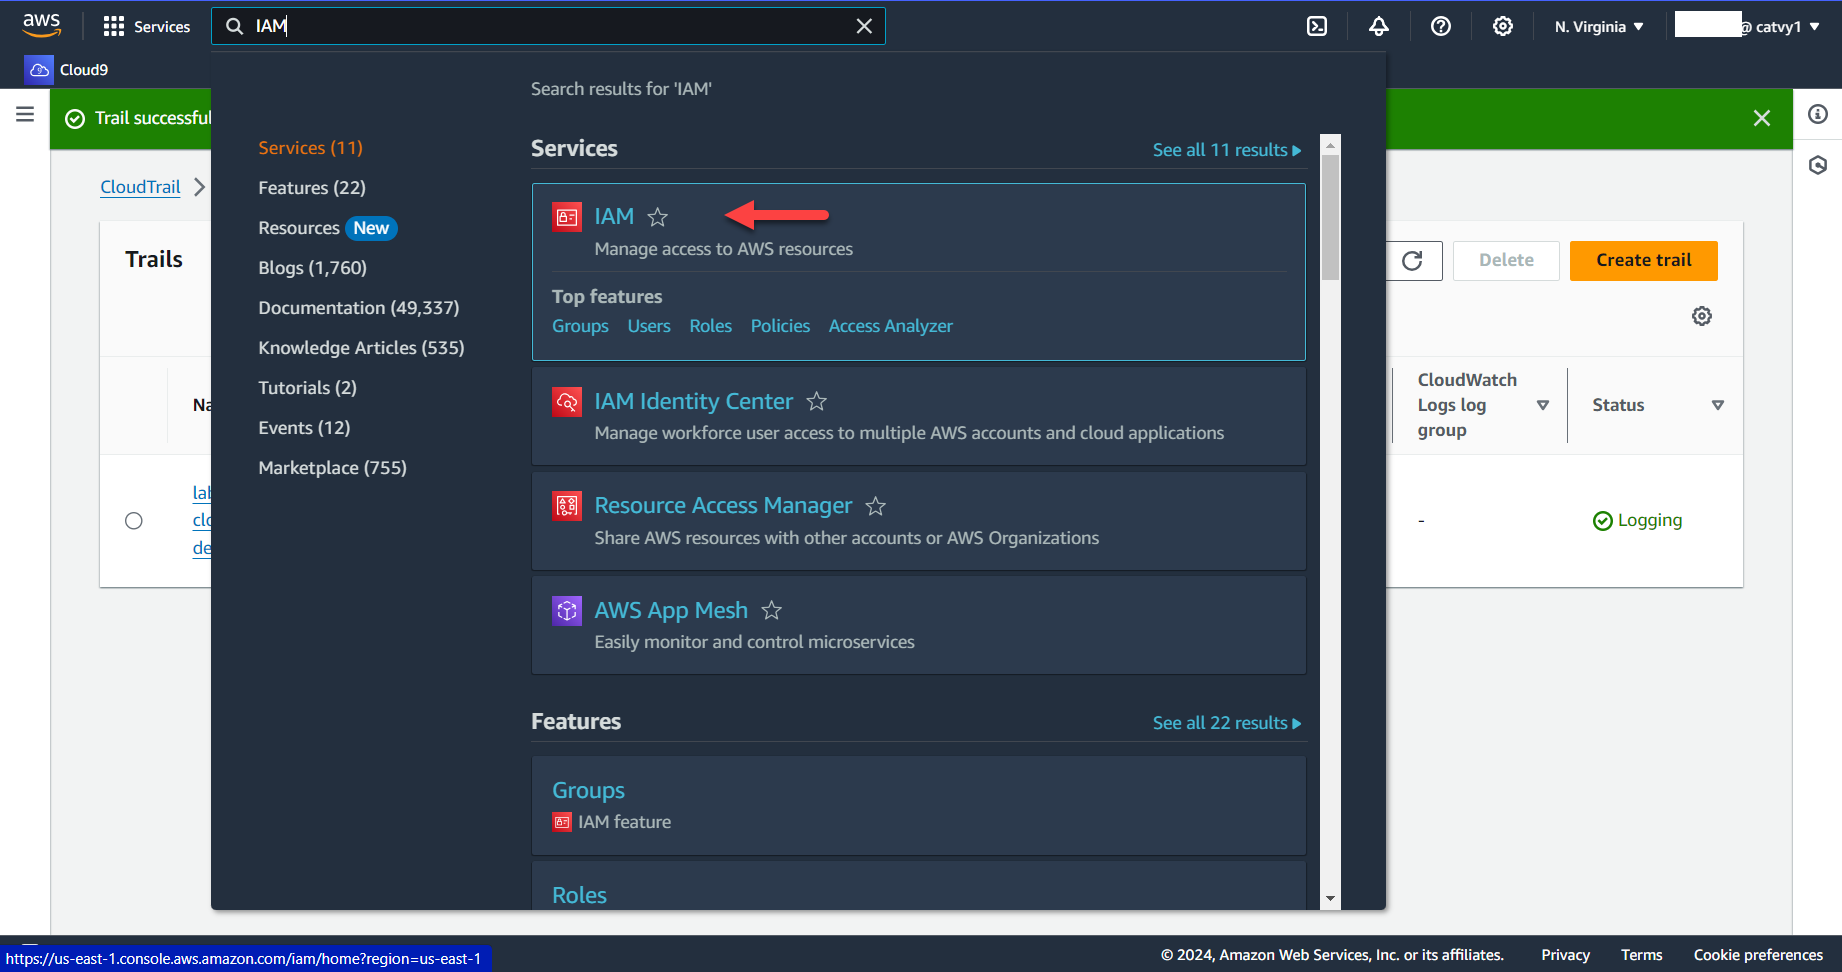 aws
Services
IAM
N. Virginia
@ catvy1
Cloud9
Trail successful
Search results for 'IAM'
Services (11)
Features (22)
Resources New
Blogs (1,760)
Documentation (49,337)
Knowledge Articles (535)
Tutorials (2)
Events (12)
Marketplace (755)
Services
See all 11 results
IAM
Manage access to AWS resources
Top features
Groups Users Roles Policies Access Analyzer
IAM Identity Center
Manage workforce user access to multiple AWS accounts and cloud applications
Resource Access Manager
Share AWS resources with other accounts or AWS Organizations
AWS App Mesh
Easily monitor and control microservices
Features
See all 22 results
Groups
IAM feature
Roles
CloudTrail
Trails
Delete
Create trail
Na
CloudWatch
Logs log
group
Status
lab
clo
de
-
Logging
https://us-east-1.console.aws.amazon.com/iam/home?region=us-east-1
© 2024, Amazon Web Services, Inc. or its affiliates.
Privacy
Terms
Cookie preferences